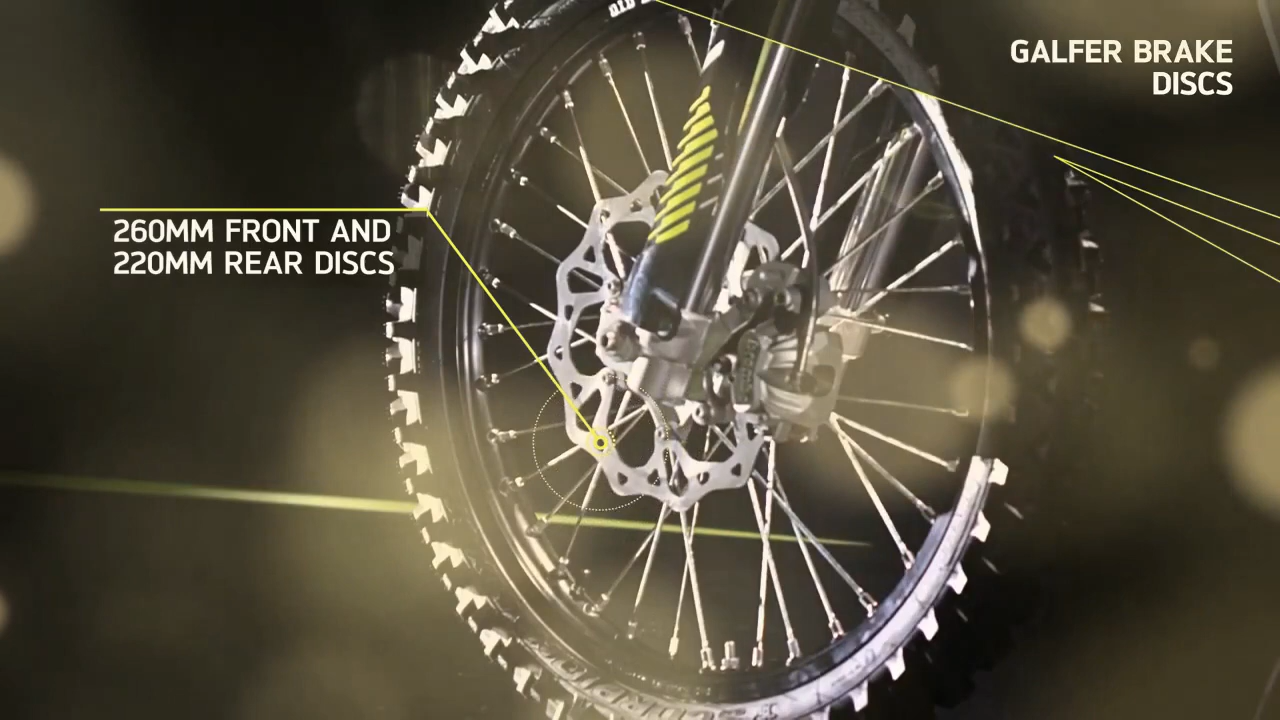 GALFER BRAKE
DISCS
260MM FRONT AND
220MM REAR DISCS